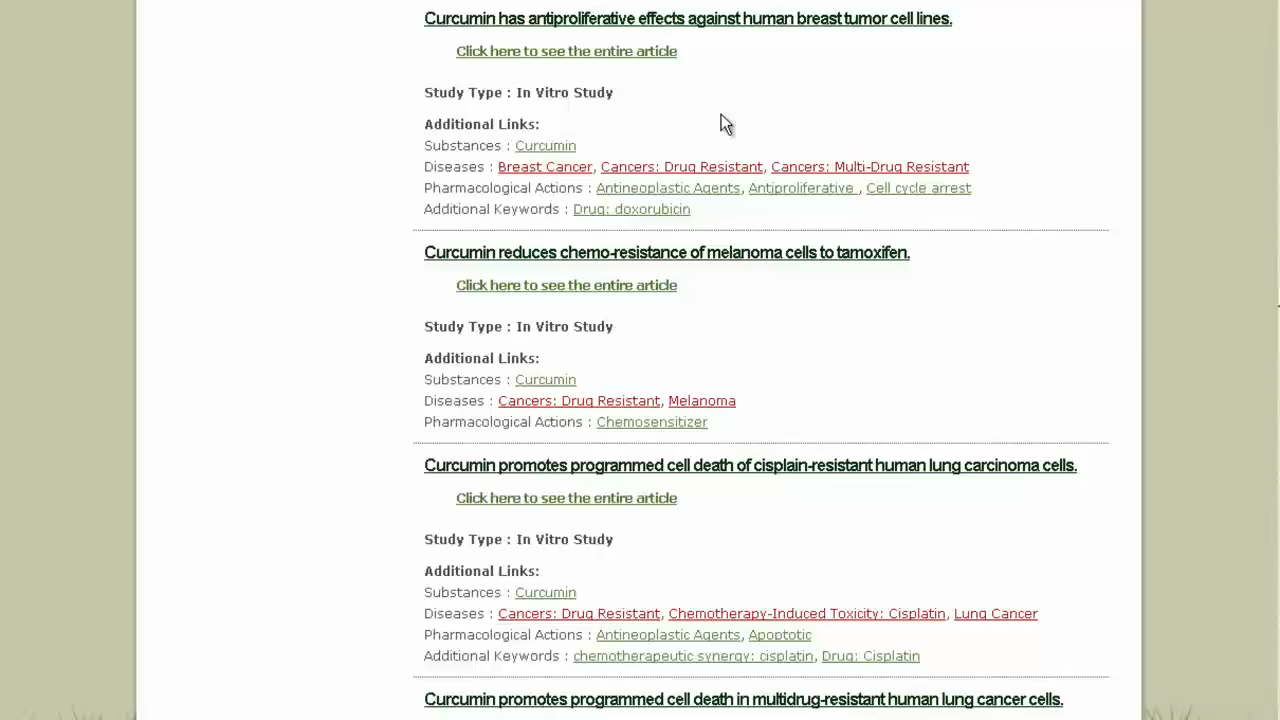 Curcumin has antiproliferative effects against human breast tumor cell lines.
Click here to see the entire article
Study Type : In Vitro Study
Additional Links:
Substances : Curcumin
Diseases : Breast Cancer, Cancers: Drug Resistant, Cancers: Multi-Drug Resistant
Pharmacological Actions : Antineoplastic Agents, Antiproliferative , Cell cycle arrest
Additional Keywords : Drug: doxorubicin
Curcumin reduces chemo-resistance of melanoma cells to tamoxifen.
Click here to see the entire article
Study Type : In Vitro Study
Additional Links:
Substances : Curcumin
Diseases : Cancers: Drug Resistant, Melanoma
Pharmacological Actions : Chemosensitizer
Curcumin promotes programmed cell death of cisplain-resistant human lung carcinoma cells.
Click here to see the entire article
Study Type : In Vitro Study
Additional Links:
Substances : Curcumin
Diseases : Cancers: Drug Resistant, Chemotherapy-Induced Toxicity: Cisplatin, Lung Cancer
Pharmacological Actions : Antineoplastic Agents, Apoptotic
Additional Keywords : chemotherapeutic synergy: cisplatin, Drug: Cisplatin
Curcumin promotes programmed cell death in multidrug-resistant human lung cancer cells.